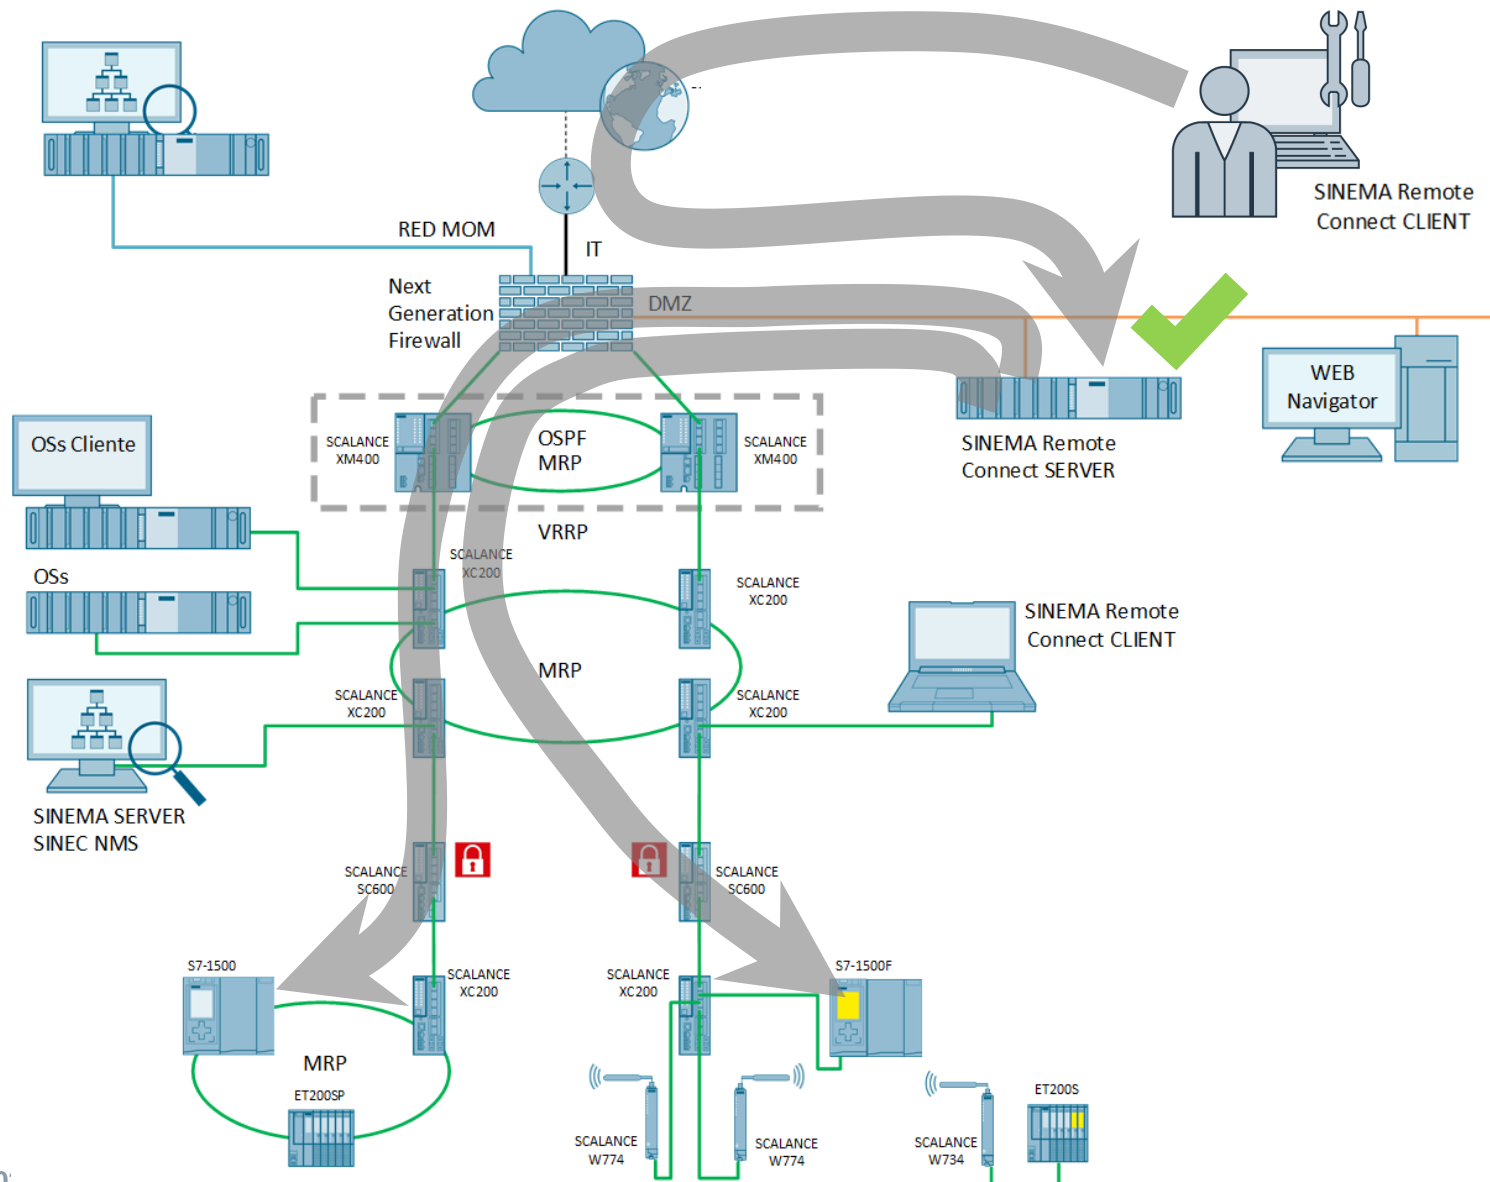 SINEMA Remote
Connect CLIENT
RED MOM
IT
Next
Generation
Firewall
DMZ
WEB
Navigator
SINEMA Remote
Connect SERVER
OSs Cliente
SCALANCE
XM400
OSPF
MRP
SCALANCE
XM400
VRRP
SCALANCE
XC200
OSs
SCALANCE
XC200
SINEMA Remote
Connect CLIENT
MRP
SCALANCE
XC200
SCALANCE
XC200
SINEMA SERVER
SINEC NMS
SCALANCE
SC600
SCALANCE
SC600
S7-1500
SCALANCE
XC200
SCALANCE
XC200
S7-1500F
MRP
ET200SP
ET200S
SCALANCE
W774
SCALANCE
W774
SCALANCE
W734